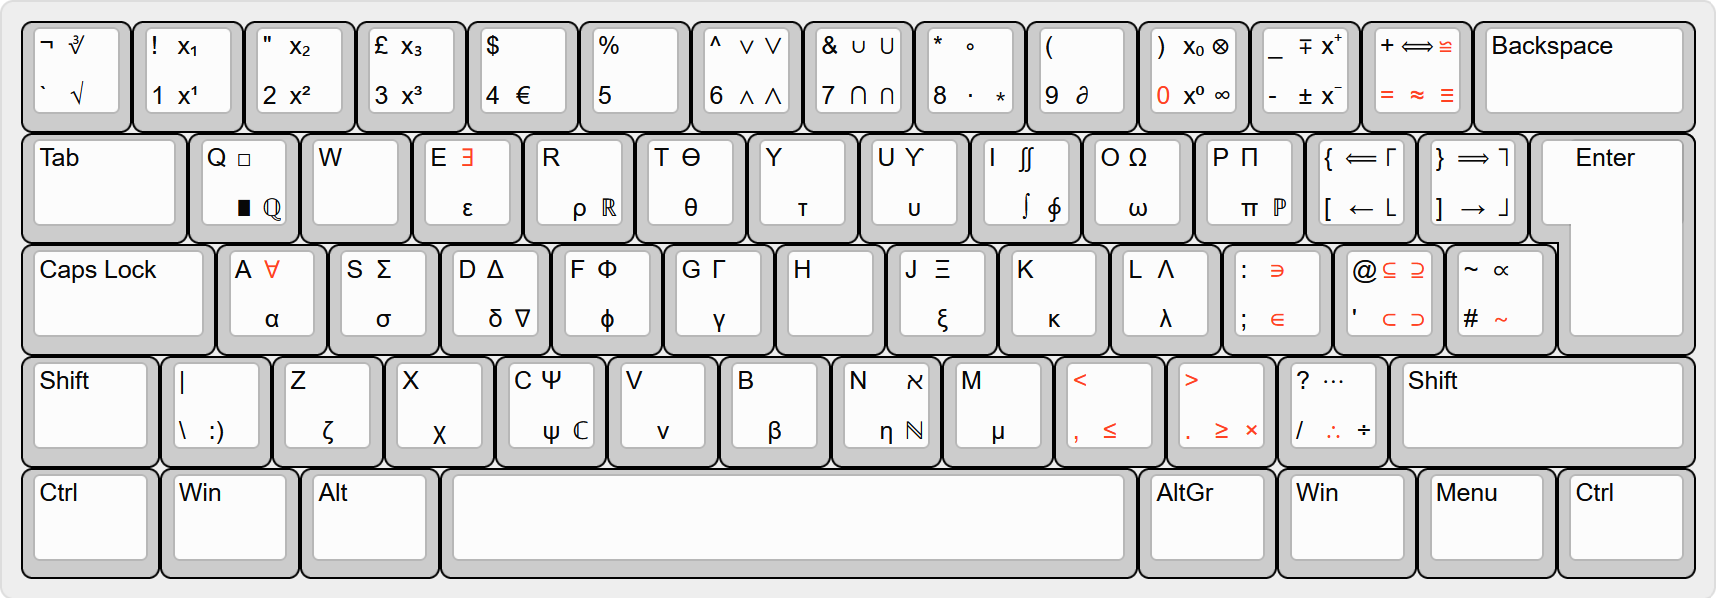 ¬ ∛ ! x₁ " x₂ £ x₃ $ % ^ ∨ ⋁ & ∪ ⋃ * ∘ ( ) x₀ ⊗ _ ∓ x⁺ + ⟺ ≌ Backspace
` √ 1 x¹ 2 x² 3 x³ 4 € 5 6 ∧ ⋀ 7 ⋂ ∩ 8 · * 9 ∂ 0 x⁰ ∞ - ± x⁻ = ≈ ≡
Tab Q □ W E ∃ R T Θ Y U ϒ I ∬ O Ω P Π { ⟸ ⌈ } ⟹ ⌉ Enter
■ ℚ ε ρ ℝ θ τ υ ∫ ∮ ω π ℙ [ ← ⌊ ] → ⌋
Caps Lock A ∀ S Σ D Δ F Φ G Γ H J Ξ K L Λ : ∋ @ ⊆ ⊇ ~ ∝
α σ δ ∇ ϕ γ ξ κ λ ; ∈ ' ⊂ ⊃ # ~
Shift | Z X C Ψ V B N ℵ M < > ? ⋯ Shift
\ :) ζ χ ψ ℂ ν β η ℕ μ , ≤ . ≥ × / ∴ ÷
Ctrl Win Alt AltGr Win Menu Ctrl